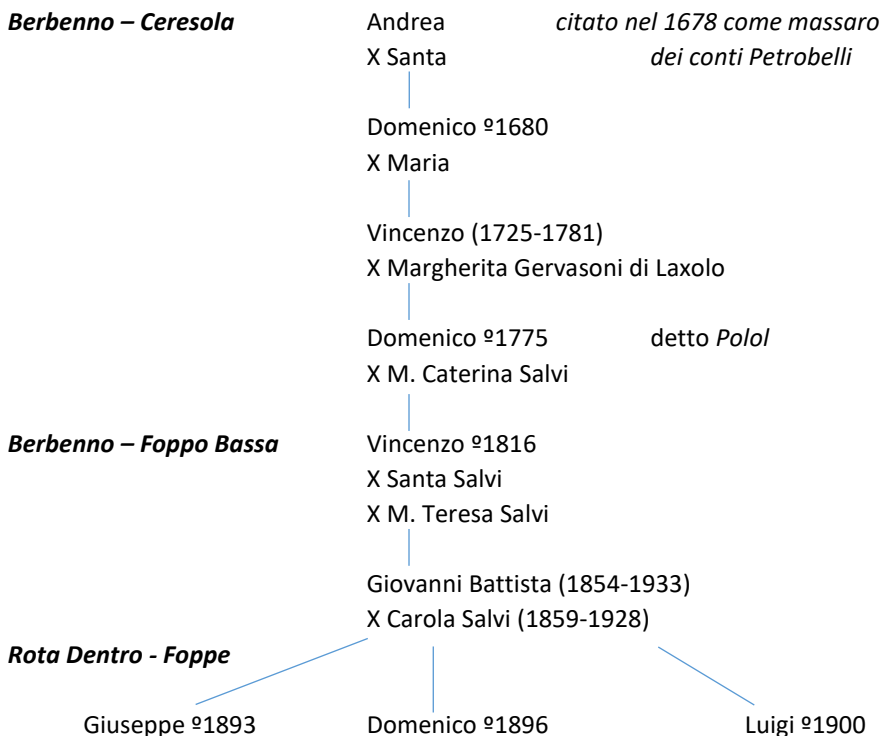 Berbenno – Ceresola Andrea citato nel 1678 come massaro
X Santa dei conti Petrobelli
Domenico º1680
X Maria
Vincenzo (1725-1781)
X Margherita Gervasoni di Laxolo
Domenico º1775 detto Polol
X M. Caterina Salvi
Berbenno – Foppo Bassa Vincenzo º1816
X Santa Salvi
X M. Teresa Salvi
Giovanni Battista (1854-1933)
X Carola Salvi (1859-1928)
Rota Dentro - Foppe
Giuseppe º1893 Domenico º1896 Luigi º1900